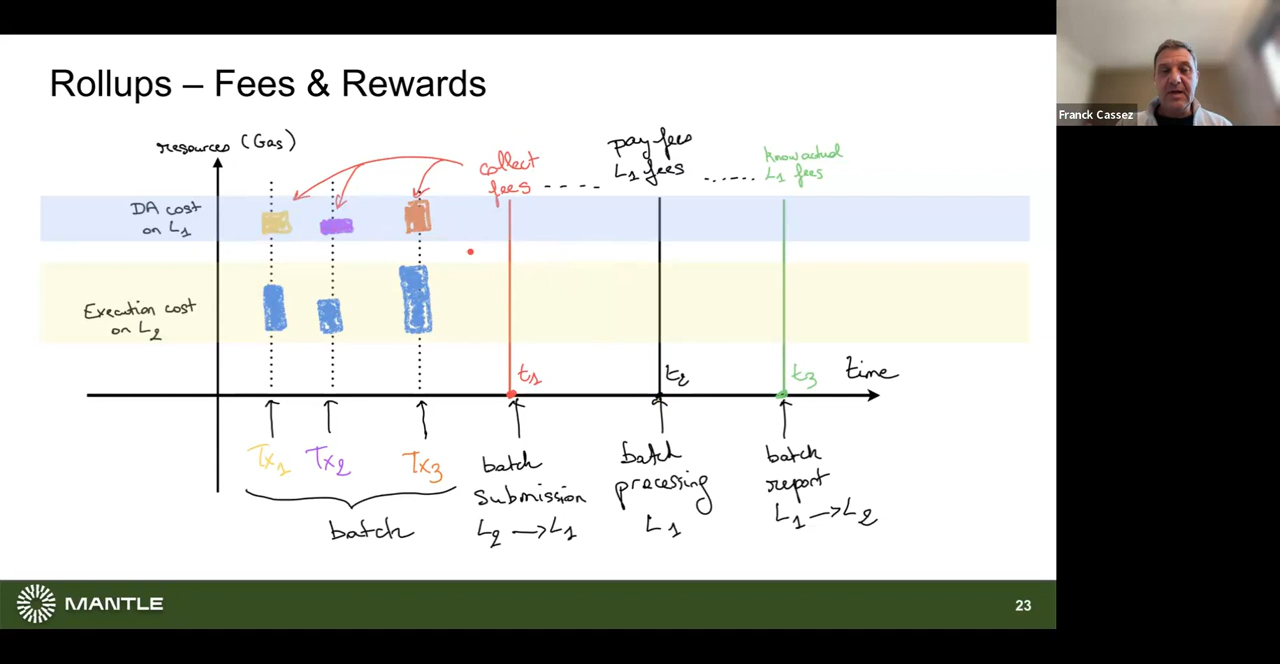 Rollups – Fees & Rewards
Franck Cassez
resources (Gas)
collect
fees
pay fees
L1 fees
know actual
L1 fees
DA cost
on L1
Execution cost
on L2
t1
t2
t3
time
Tx1
Tx2
Tx3
batch
batch
submission
L2 → L1
batch
processing
L1
batch
report
L1 → L2
MANTLE
23